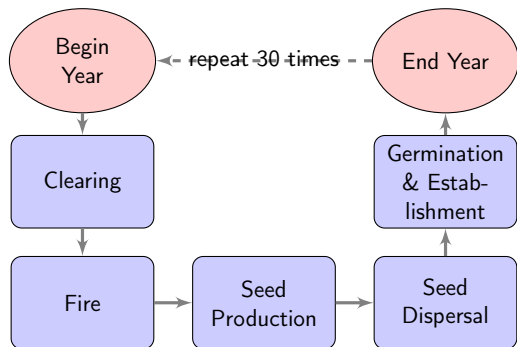 Begin
Year
repeat 30 times
End Year
Clearing
Germination
& Estab-
lishment
Fire
Seed
Production
Seed
Dispersal